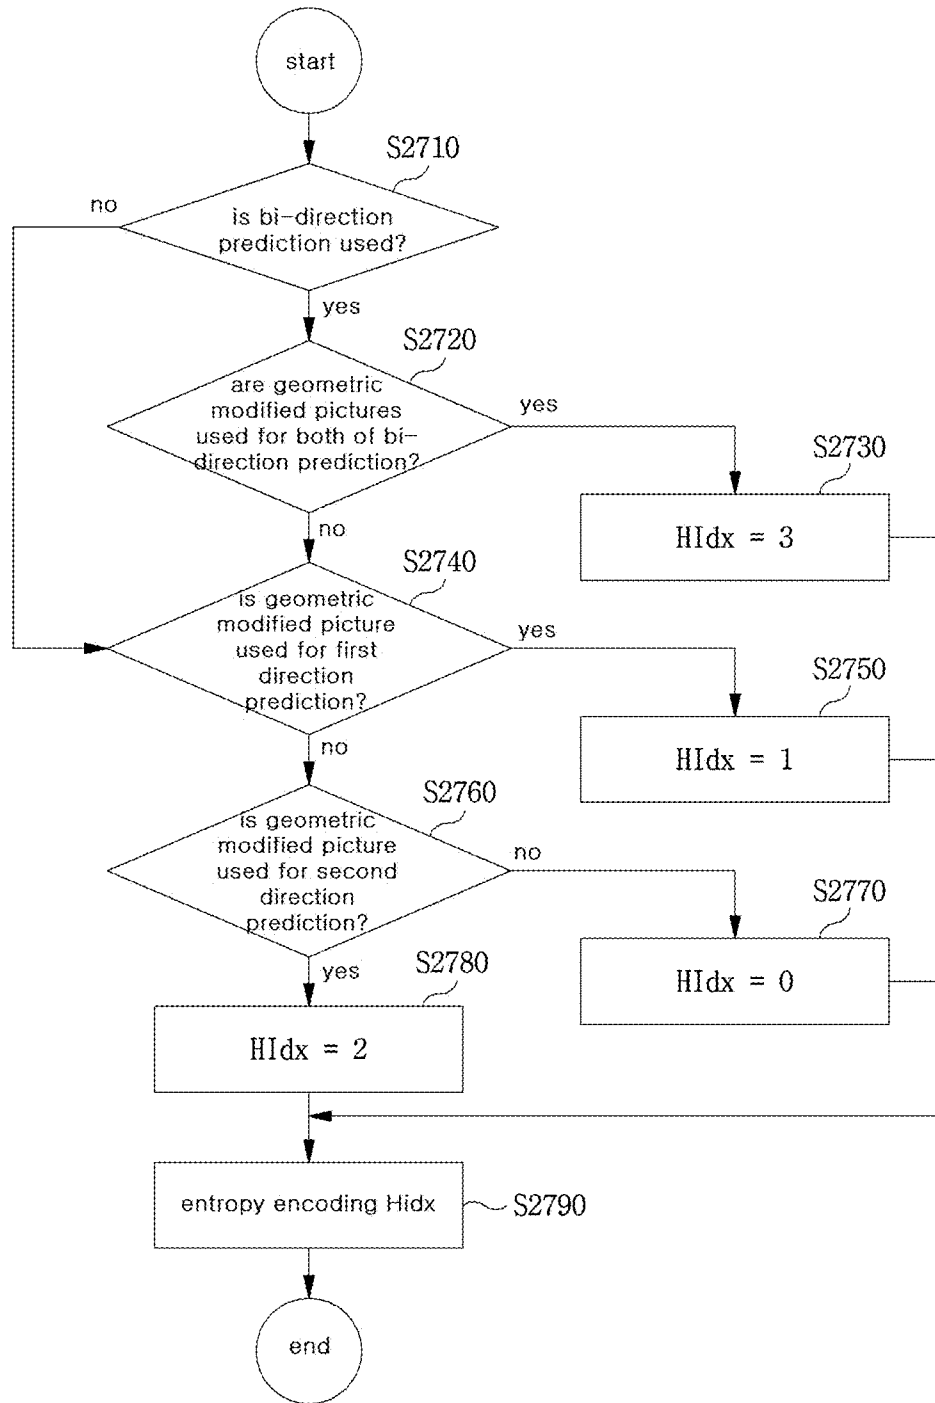 start
S2710
no
is bi-direction
prediction used?
yes
S2720
are geometric
modified pictures
used for both of bi-
direction prediction?
yes
S2730
HIdx = 3
no
S2740
is geometric
modified picture
used for first
direction
prediction?
yes
S2750
HIdx = 1
no
S2760
is geometric
modified picture
used for second
direction
prediction?
no
S2770
HIdx = 0
yes
S2780
HIdx = 2
entropy encoding Hidx
S2790
end